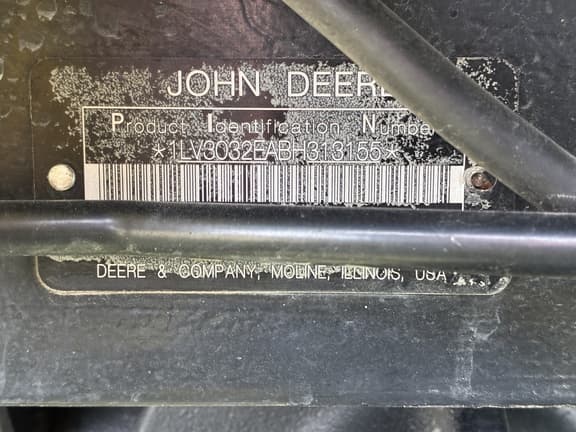 JOHN DEERE
Product Identification Number
*1LV3032EABH313155*
DEERE & COMPANY, MOLINE, ILLINOIS, USA